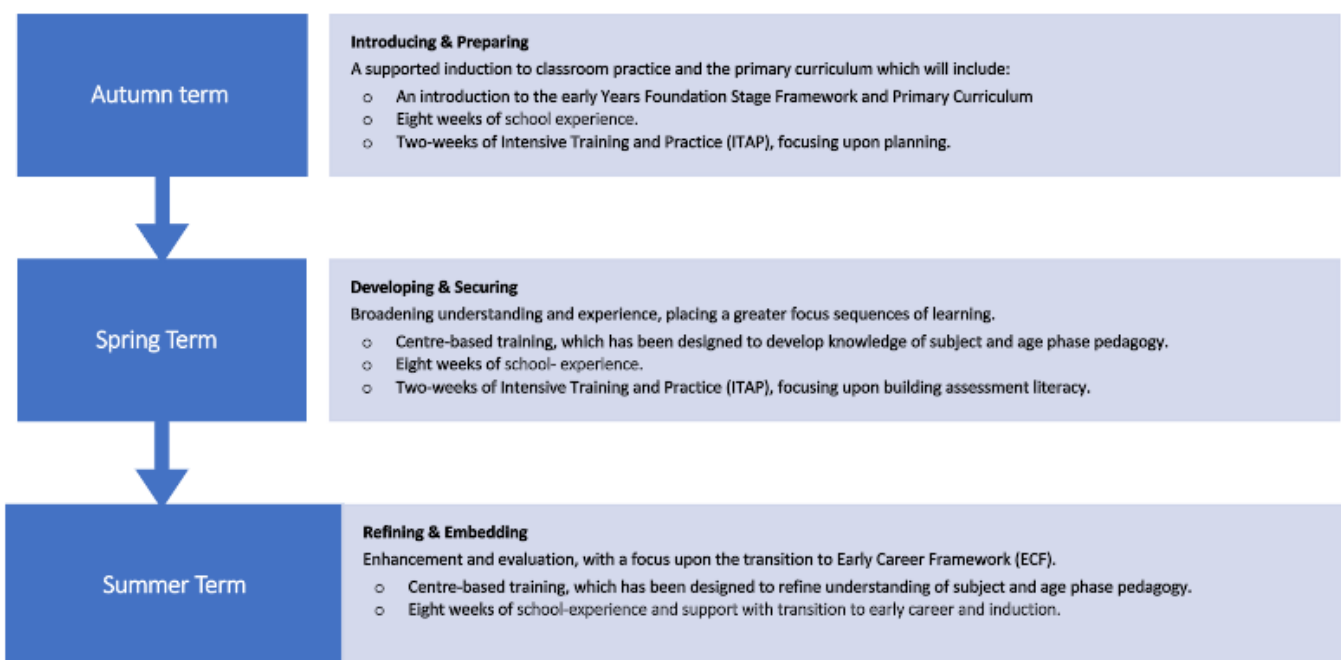 Autumn term
Introducing & Preparing
A supported induction to classroom practice and the primary curriculum which will include:
o An introduction to the early Years Foundation Stage Framework and Primary Curriculum
o Eight weeks of school experience.
o Two-weeks of Intensive Training and Practice (ITAP), focusing upon planning.
Spring Term
Developing & Securing
Broadening understanding and experience, placing a greater focus sequences of learning.
o Centre-based training, which has been designed to develop knowledge of subject and age phase pedagogy.
o Eight weeks of school- experience.
o Two-weeks of Intensive Training and Practice (ITAP), focusing upon building assessment literacy.
Summer Term
Refining & Embedding
Enhancement and evaluation, with a focus upon the transition to Early Career Framework (ECF).
o Centre-based training, which has been designed to refine understanding of subject and age phase pedagogy.
o Eight weeks of school-experience and support with transition to early career and induction.